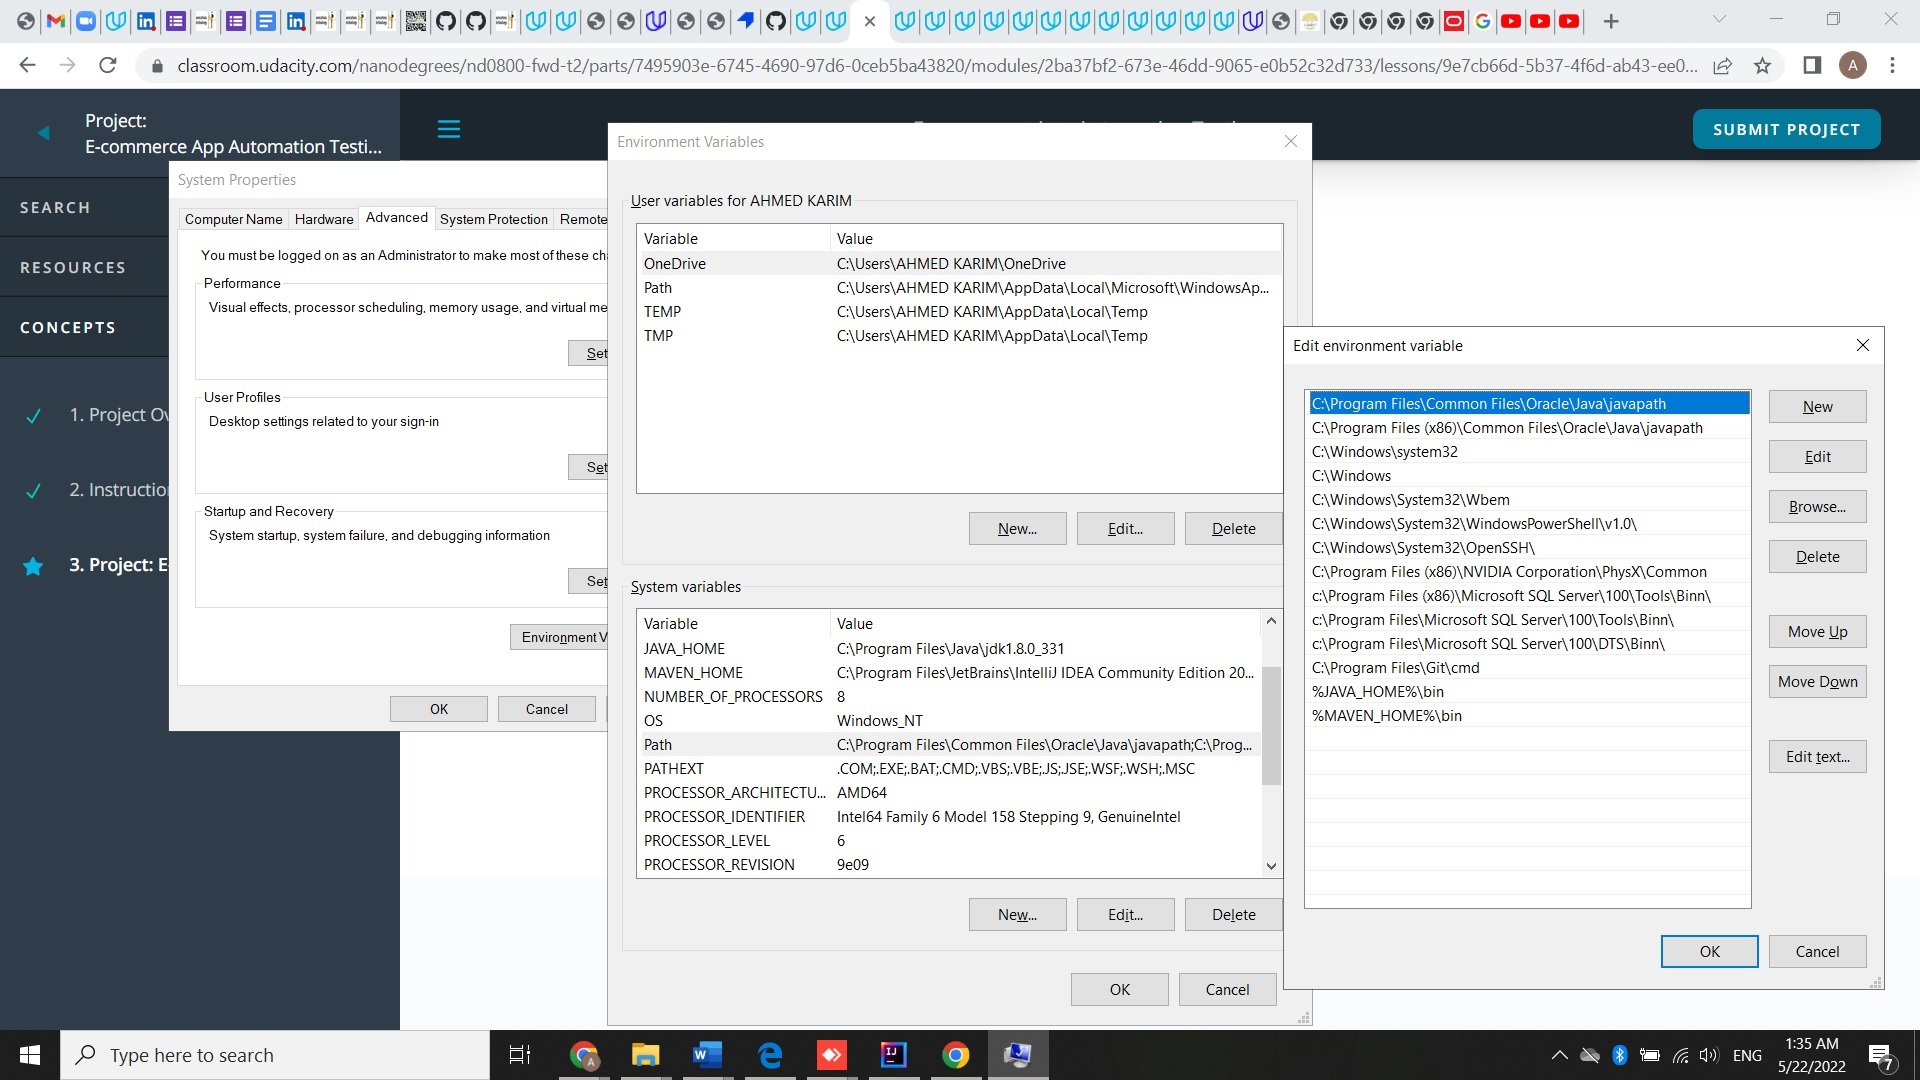 classroom.udacity.com/nanodegrees/nd0800-fwd-t2/parts/7495903e-6745-4690-97d6-0ceb5ba43820/modules/2ba37bf2-673e-46dd-9065-e0b52c32d733/lessons/9e7cb66d-5b37-4f6d-ab43-ee0...
A
Project:
E-commerce App Automation Testi...
SUBMIT PROJECT
SEARCH
RESOURCES
CONCEPTS
1. Project Ov
2. Instruction
3. Project: E
System Properties
Computer Name
Hardware
Advanced
System Protection
Remote
You must be logged on as an Administrator to make most of these ch
Performance
Visual effects, processor scheduling, memory usage, and virtual me
Set
User Profiles
Desktop settings related to your sign-in
Set
Startup and Recovery
System startup, system failure, and debugging information
Set
Environment V
OK
Cancel
Environment Variables
User variables for AHMED KARIM
Variable Value
OneDrive C:\Users\AHMED KARIM\OneDrive
Path C:\Users\AHMED KARIM\AppData\Local\Microsoft\WindowsAp...
TEMP C:\Users\AHMED KARIM\AppData\Local\Temp
TMP C:\Users\AHMED KARIM\AppData\Local\Temp
New...
Edit...
Delete
System variables
Variable Value
JAVA_HOME C:\Program Files\Java\jdk1.8.0_331
MAVEN_HOME C:\Program Files\JetBrains\IntelliJ IDEA Community Edition 20...
NUMBER_OF_PROCESSORS 8
OS Windows_NT
Path C:\Program Files\Common Files\Oracle\Java\javapath;C:\Prog...
PATHEXT .COM;.EXE;.BAT;.CMD;.VBS;.VBE;.JS;.JSE;.WSF;.WSH;.MSC
PROCESSOR_ARCHITECTU... AMD64
PROCESSOR_IDENTIFIER Intel64 Family 6 Model 158 Stepping 9, GenuineIntel
PROCESSOR_LEVEL 6
PROCESSOR_REVISION 9e09
New...
Edit...
Delete
OK
Cancel
Edit environment variable
C:\Program Files\Common Files\Oracle\Java\javapath
C:\Program Files (x86)\Common Files\Oracle\Java\javapath
C:\Windows\system32
C:\Windows
C:\Windows\System32\Wbem
C:\Windows\System32\WindowsPowerShell\v1.0\
C:\Windows\System32\OpenSSH\
C:\Program Files (x86)\NVIDIA Corporation\PhysX\Common
c:\Program Files (x86)\Microsoft SQL Server\100\Tools\Binn\
c:\Program Files\Microsoft SQL Server\100\Tools\Binn\
c:\Program Files\Microsoft SQL Server\100\DTS\Binn\
C:\Program Files\Git\cmd
%JAVA_HOME%\bin
%MAVEN_HOME%\bin
New
Edit
Browse...
Delete
Move Up
Move Down
Edit text...
OK
Cancel
Type here to search
ENG
1:35 AM
5/22/2022
7